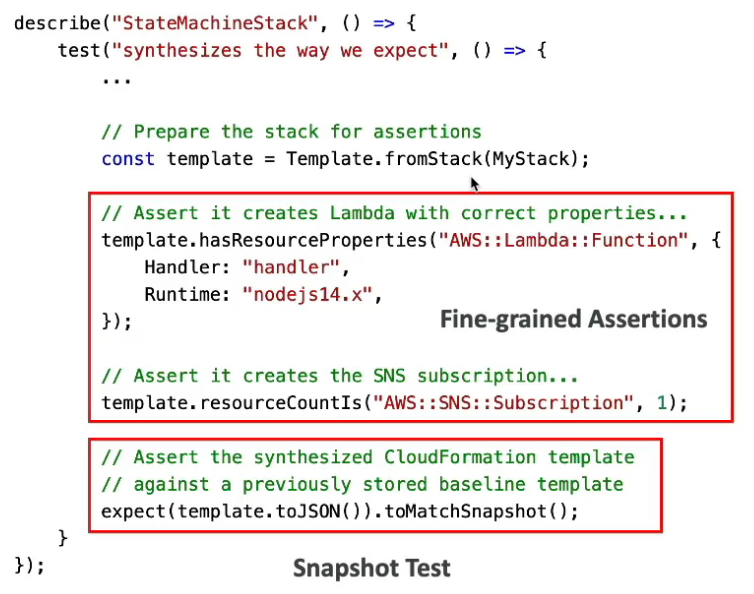 describe("StateMachineStack", () => {
    test("synthesizes the way we expect", () => {
        ...
        // Prepare the stack for assertions
        const template = Template.fromStack(MyStack);
        // Assert it creates Lambda with correct properties...
        template.hasResourceProperties("AWS::Lambda::Function", {
            Handler: "handler",
            Runtime: "nodejs14.x",
        });
Fine-grained Assertions
        // Assert it creates the SNS subscription...
        template.resourceCountIs("AWS::SNS::Subscription", 1);
        // Assert the synthesized CloudFormation template
        // against a previously stored baseline template
        expect(template.toJSON()).toMatchSnapshot();
    }
});
Snapshot Test